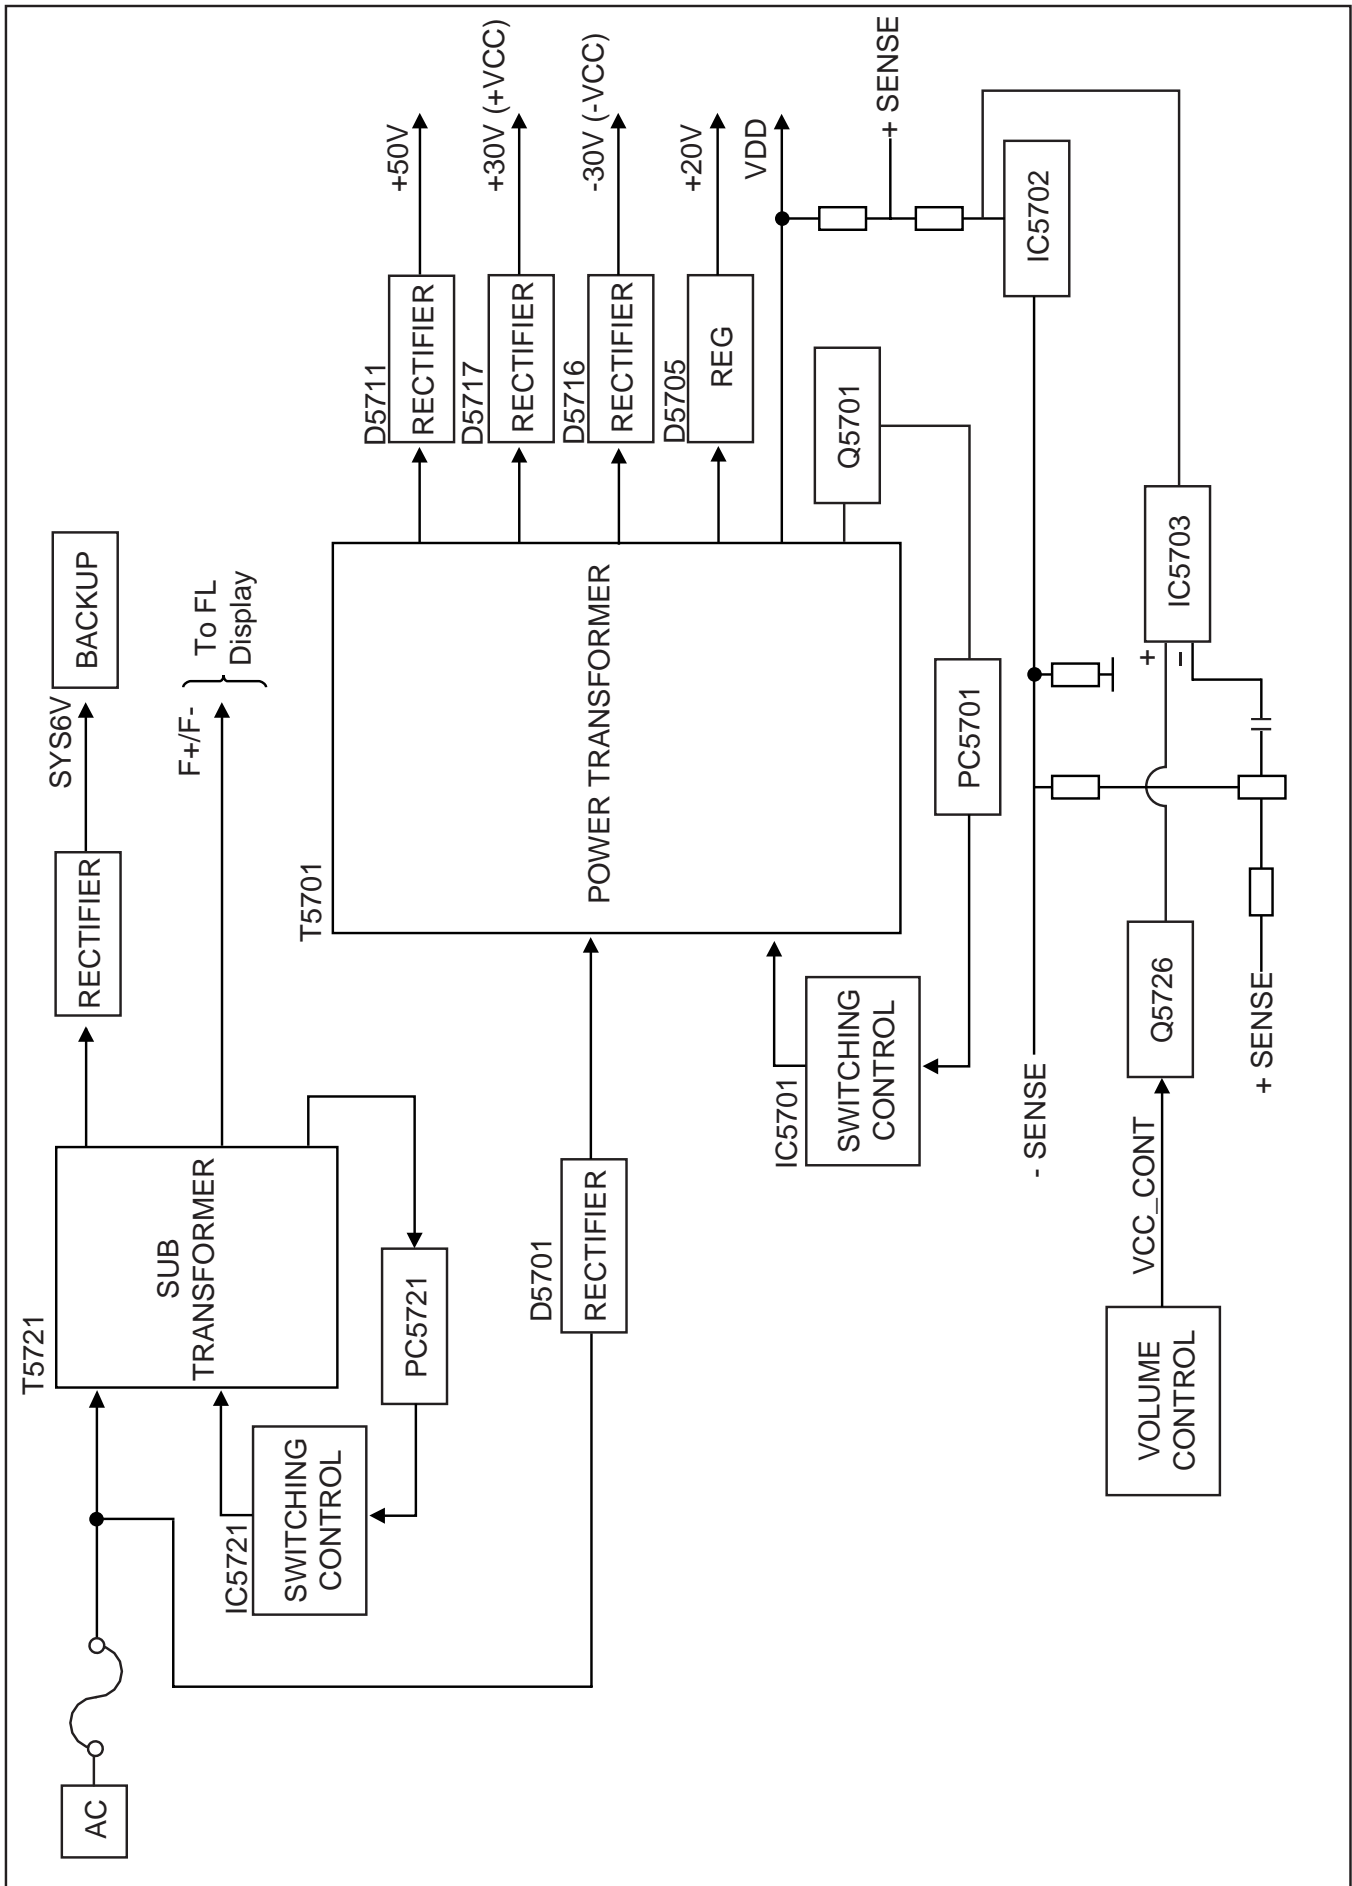 AC
T5721
SUB
TRANSFORMER
IC5721
SWITCHING
CONTROL
PC5721
RECTIFIER
SYS6V
BACKUP
F+/F-
To FL
Display
D5701
RECTIFIER
T5701
POWER TRANSFORMER
IC5701
SWITCHING
CONTROL
PC5701
Q5701
D5711
RECTIFIER
+50V
D5717
RECTIFIER
+30V (+VCC)
D5716
RECTIFIER
-30V (-VCC)
D5705
REG
+20V
VDD
+ SENSE
IC5702
- SENSE
IC5703
+
-
VOLUME
CONTROL
VCC_CONT
Q5726
+ SENSE